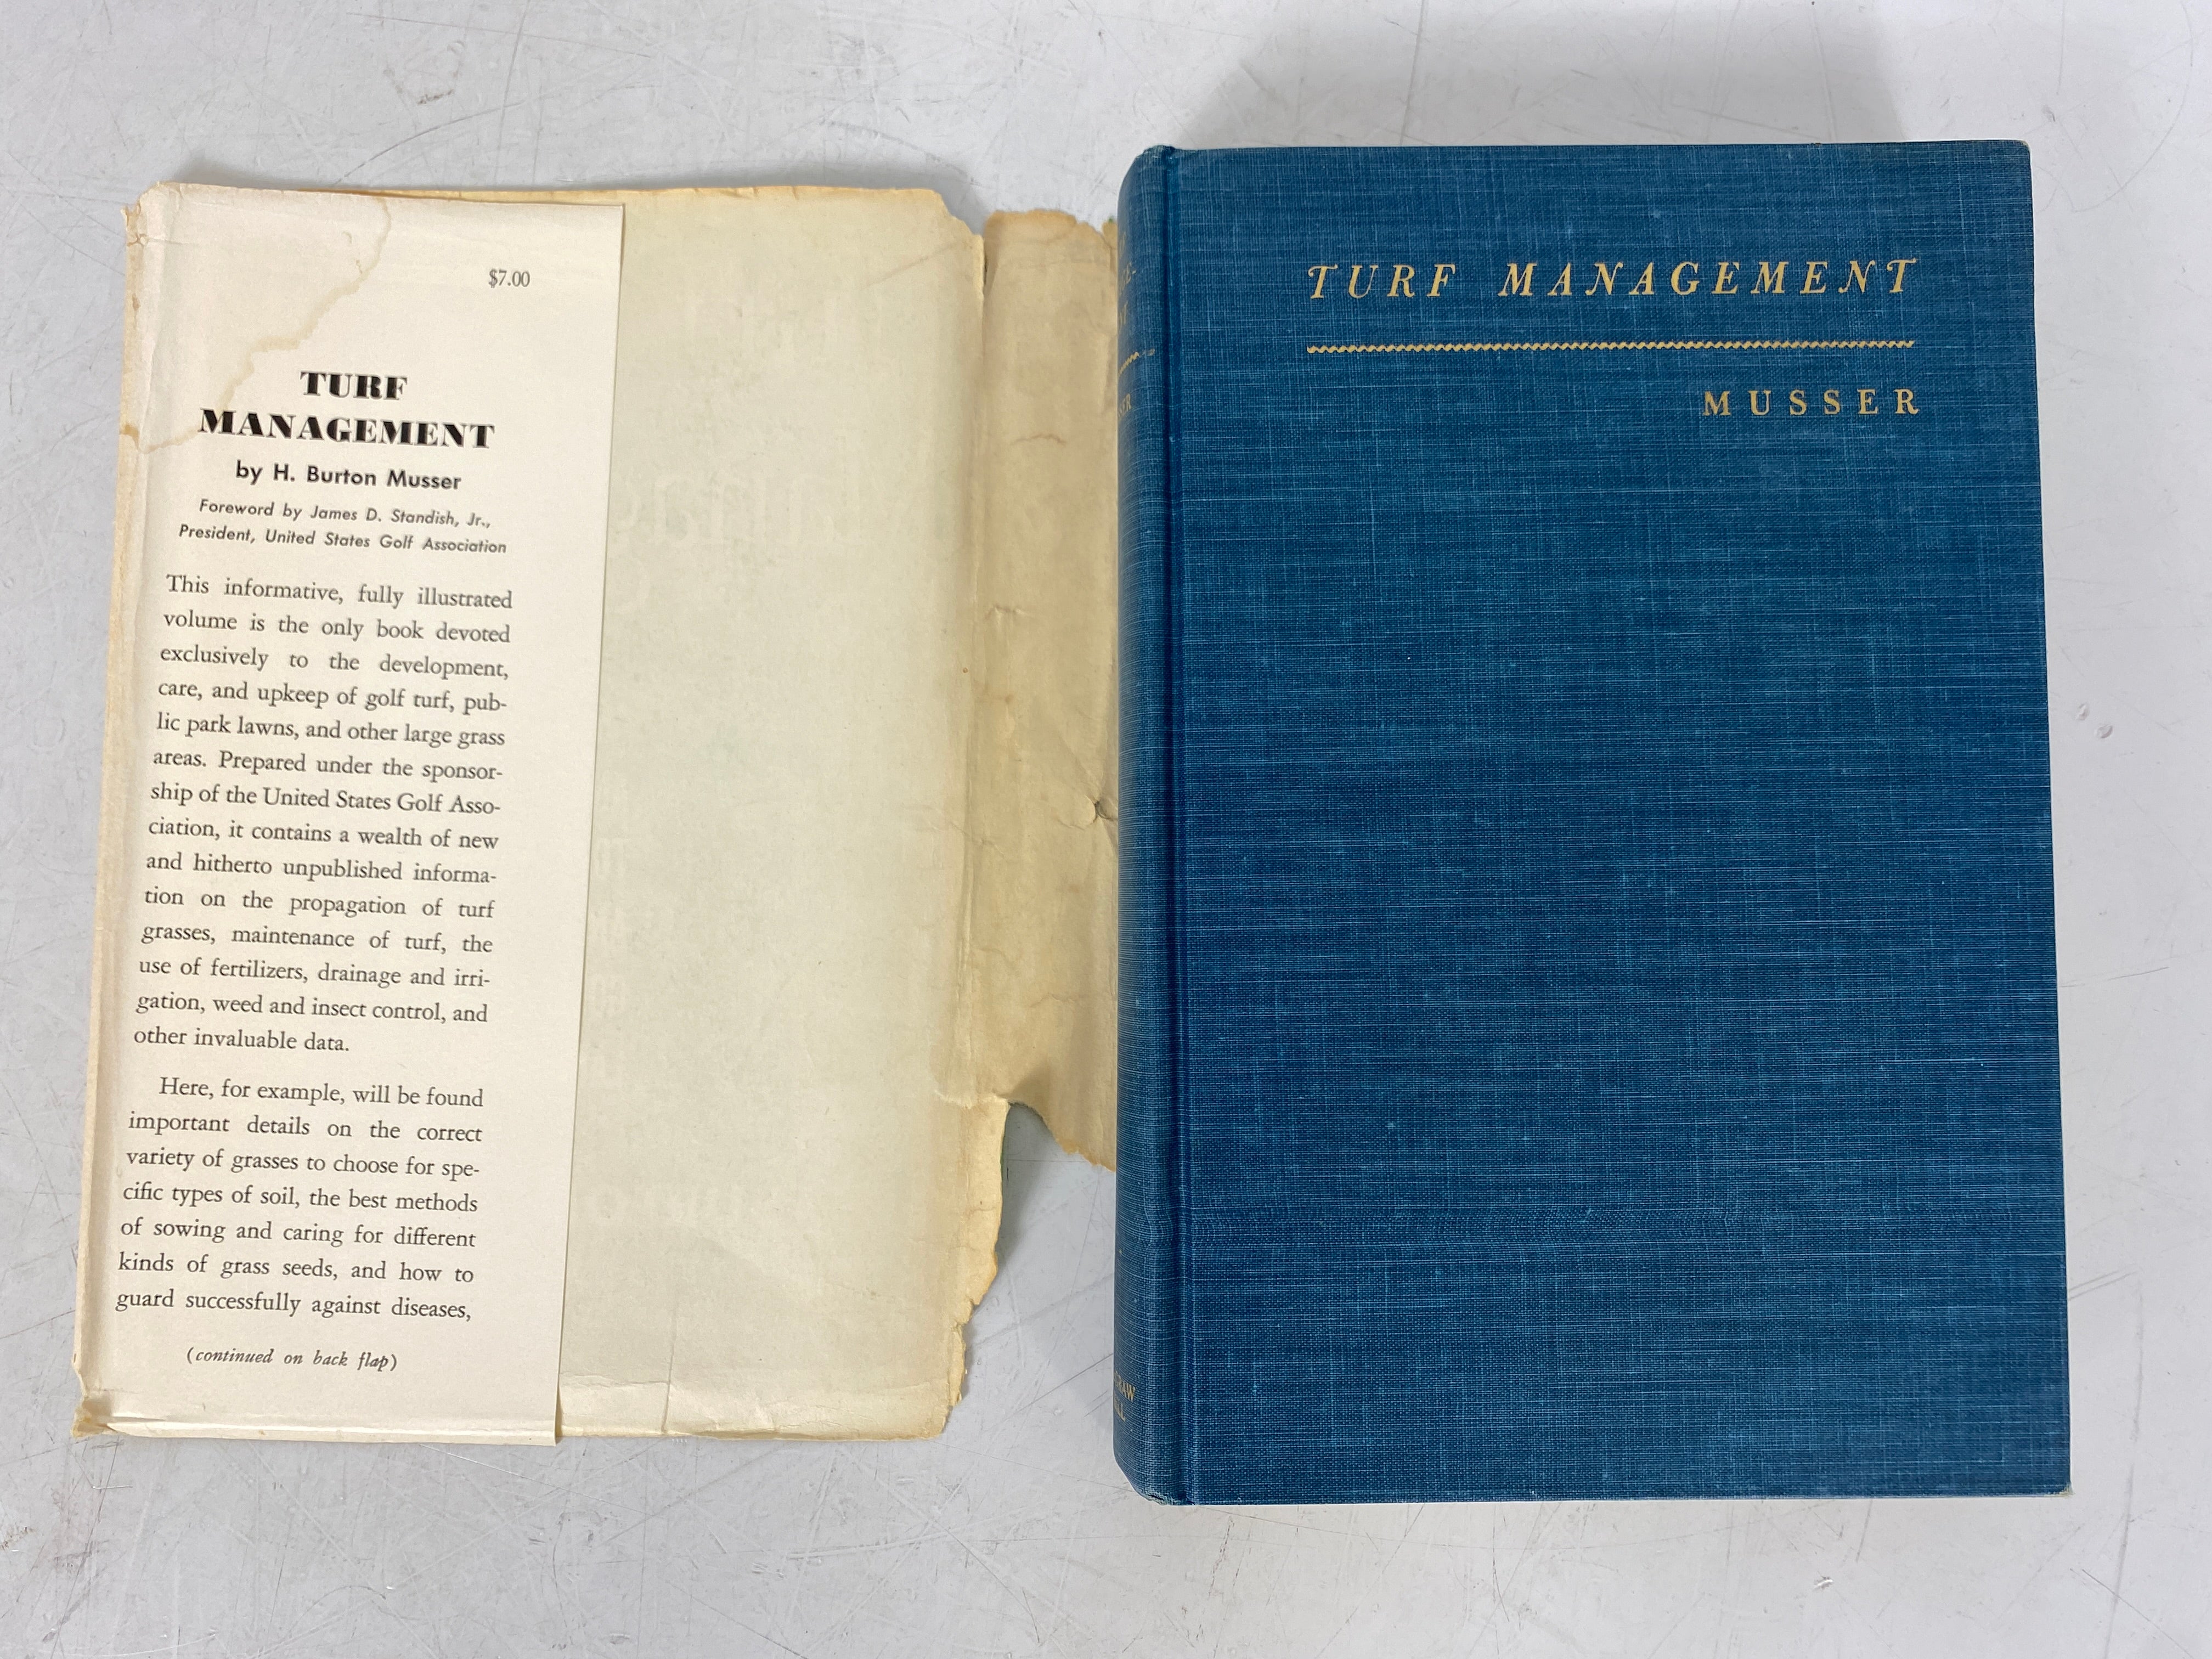 $7.00
TURF
MANAGEMENT
by H. Burton Musser
Foreword by James D. Standish, Jr.,
President, United States Golf Association
This informative, fully illustrated
volume is the only book devoted
exclusively to the development,
care, and upkeep of golf turf, pub-
lic park lawns, and other large grass
areas. Prepared under the sponsor-
ship of the United States Golf Asso-
ciation, it contains a wealth of new
and hitherto unpublished informa-
tion on the propagation of turf
grasses, maintenance of turf, the
use of fertilizers, drainage and irri-
gation, weed and insect control, and
other invaluable data.
Here, for example, will be found
important details on the correct
variety of grasses to choose for spe-
cific types of soil, the best methods
of sowing and caring for different
kinds of grass seeds, and how to
guard successfully against diseases,
(continued on back flap)
TURF MANAGEMENT
MUSSER